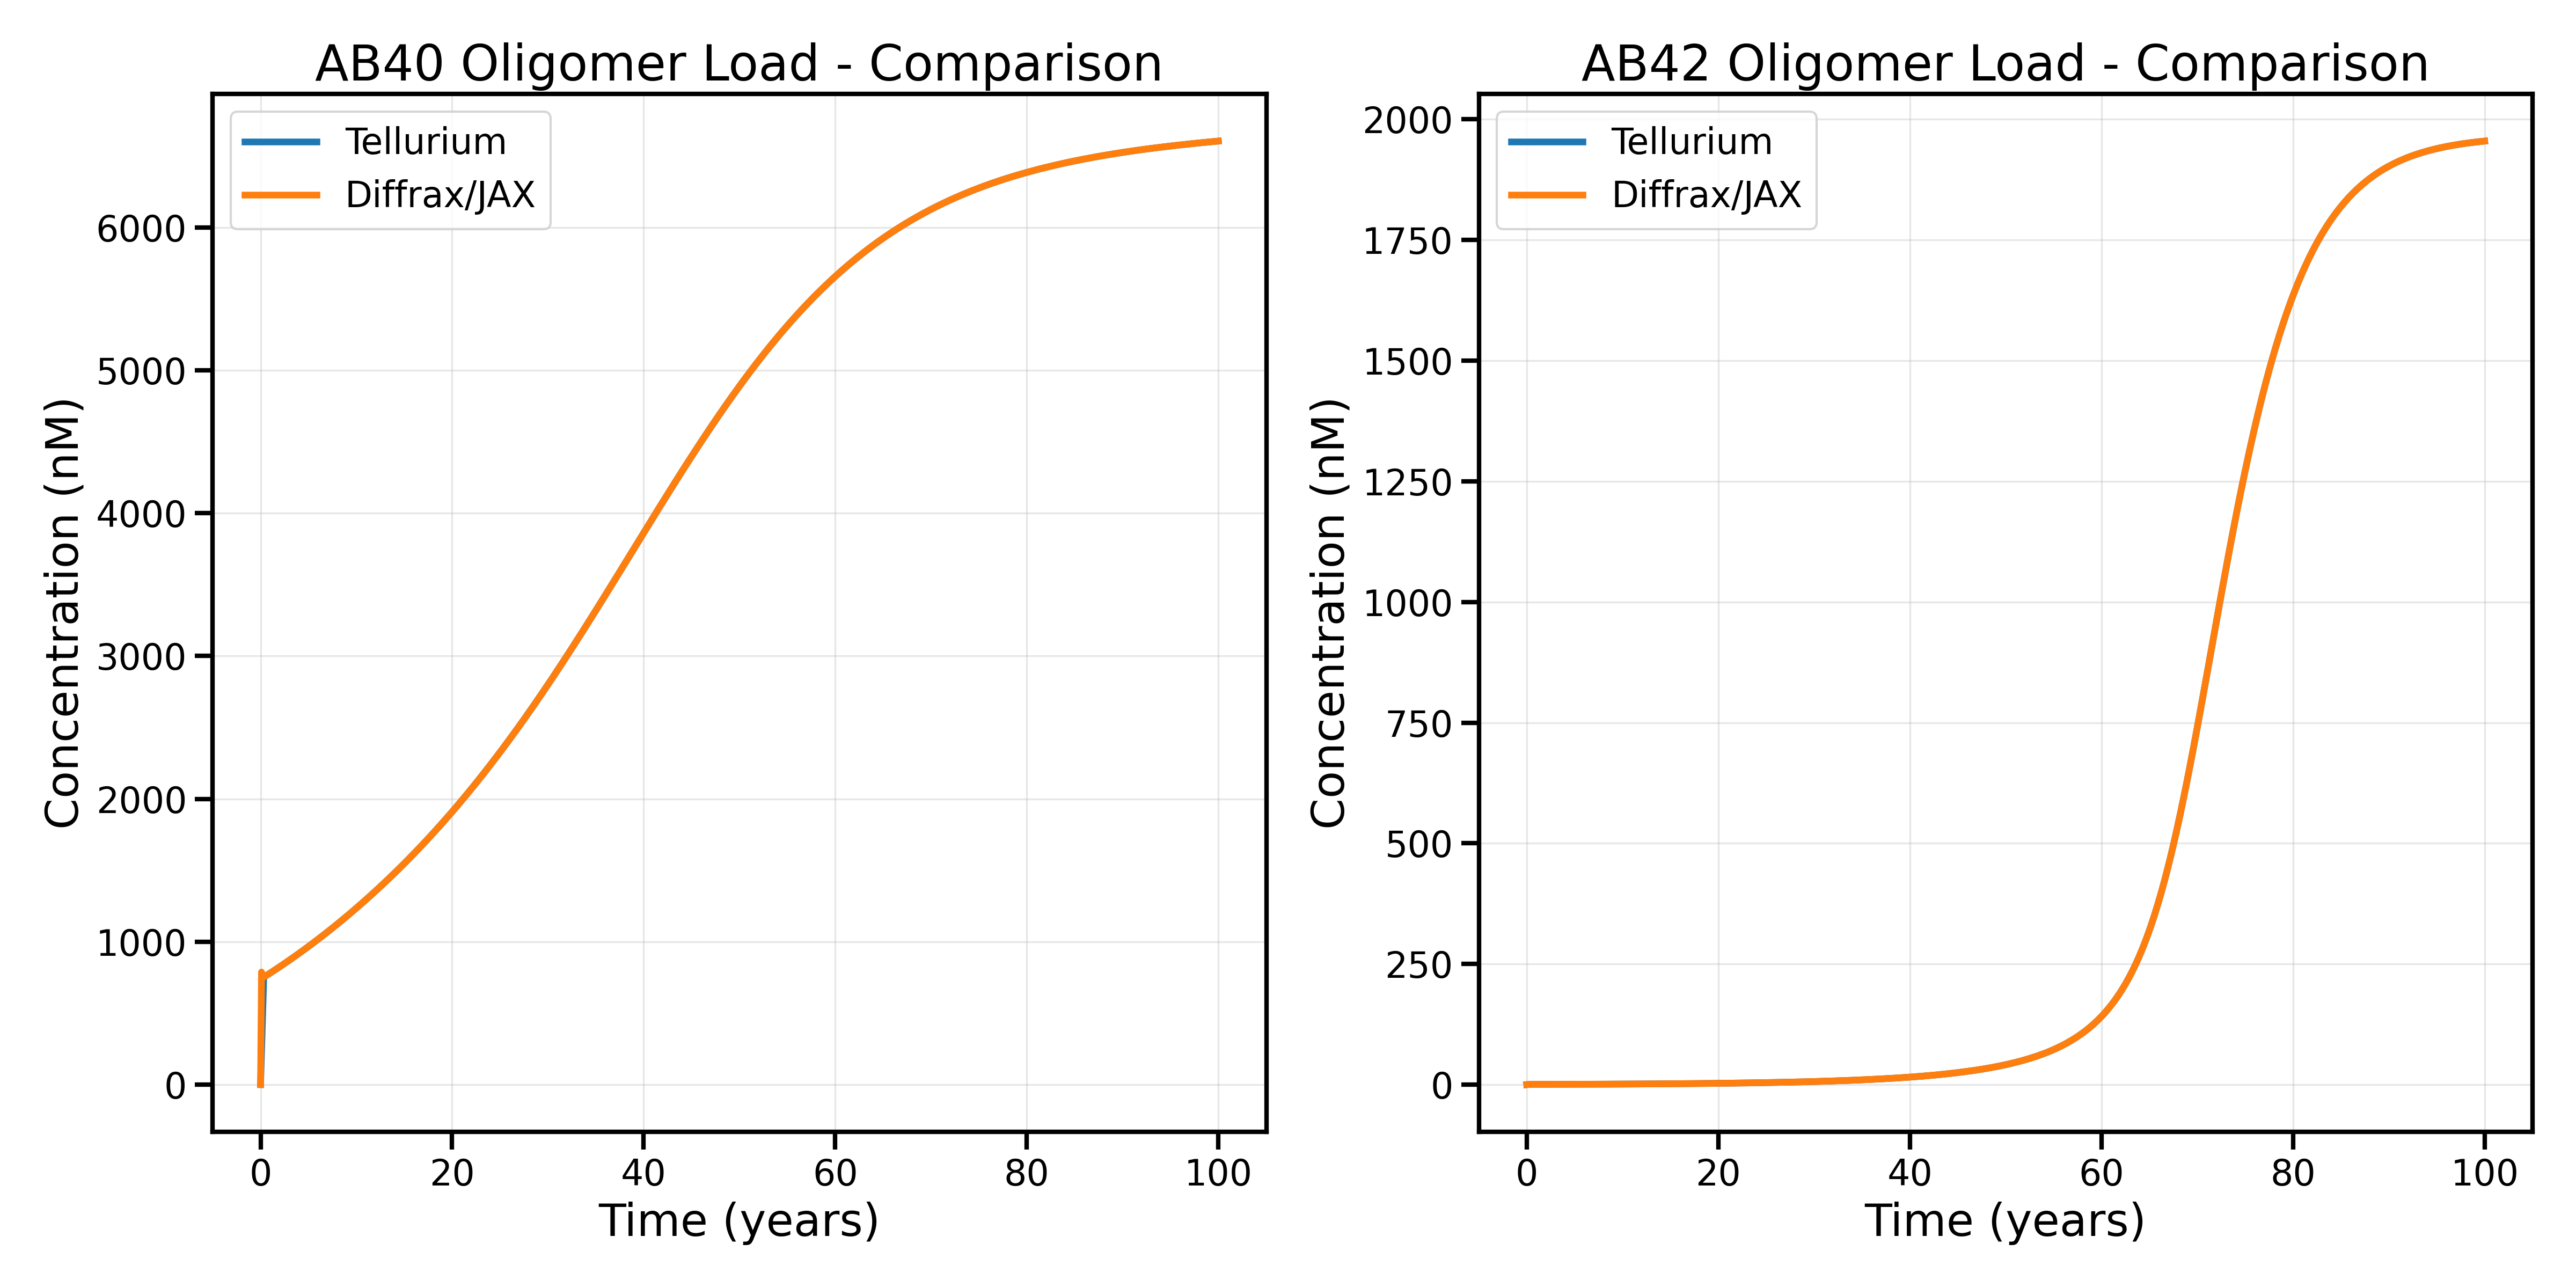 AB40 Oligomer Load - Comparison
Tellurium
Diffrax/JAX
Concentration (nM)
6000
5000
4000
3000
2000
1000
0
0 20 40 60 80 100
Time (years)
AB42 Oligomer Load - Comparison
Tellurium
Diffrax/JAX
Concentration (nM)
2000
1750
1500
1250
1000
750
500
250
0
0 20 40 60 80 100
Time (years)